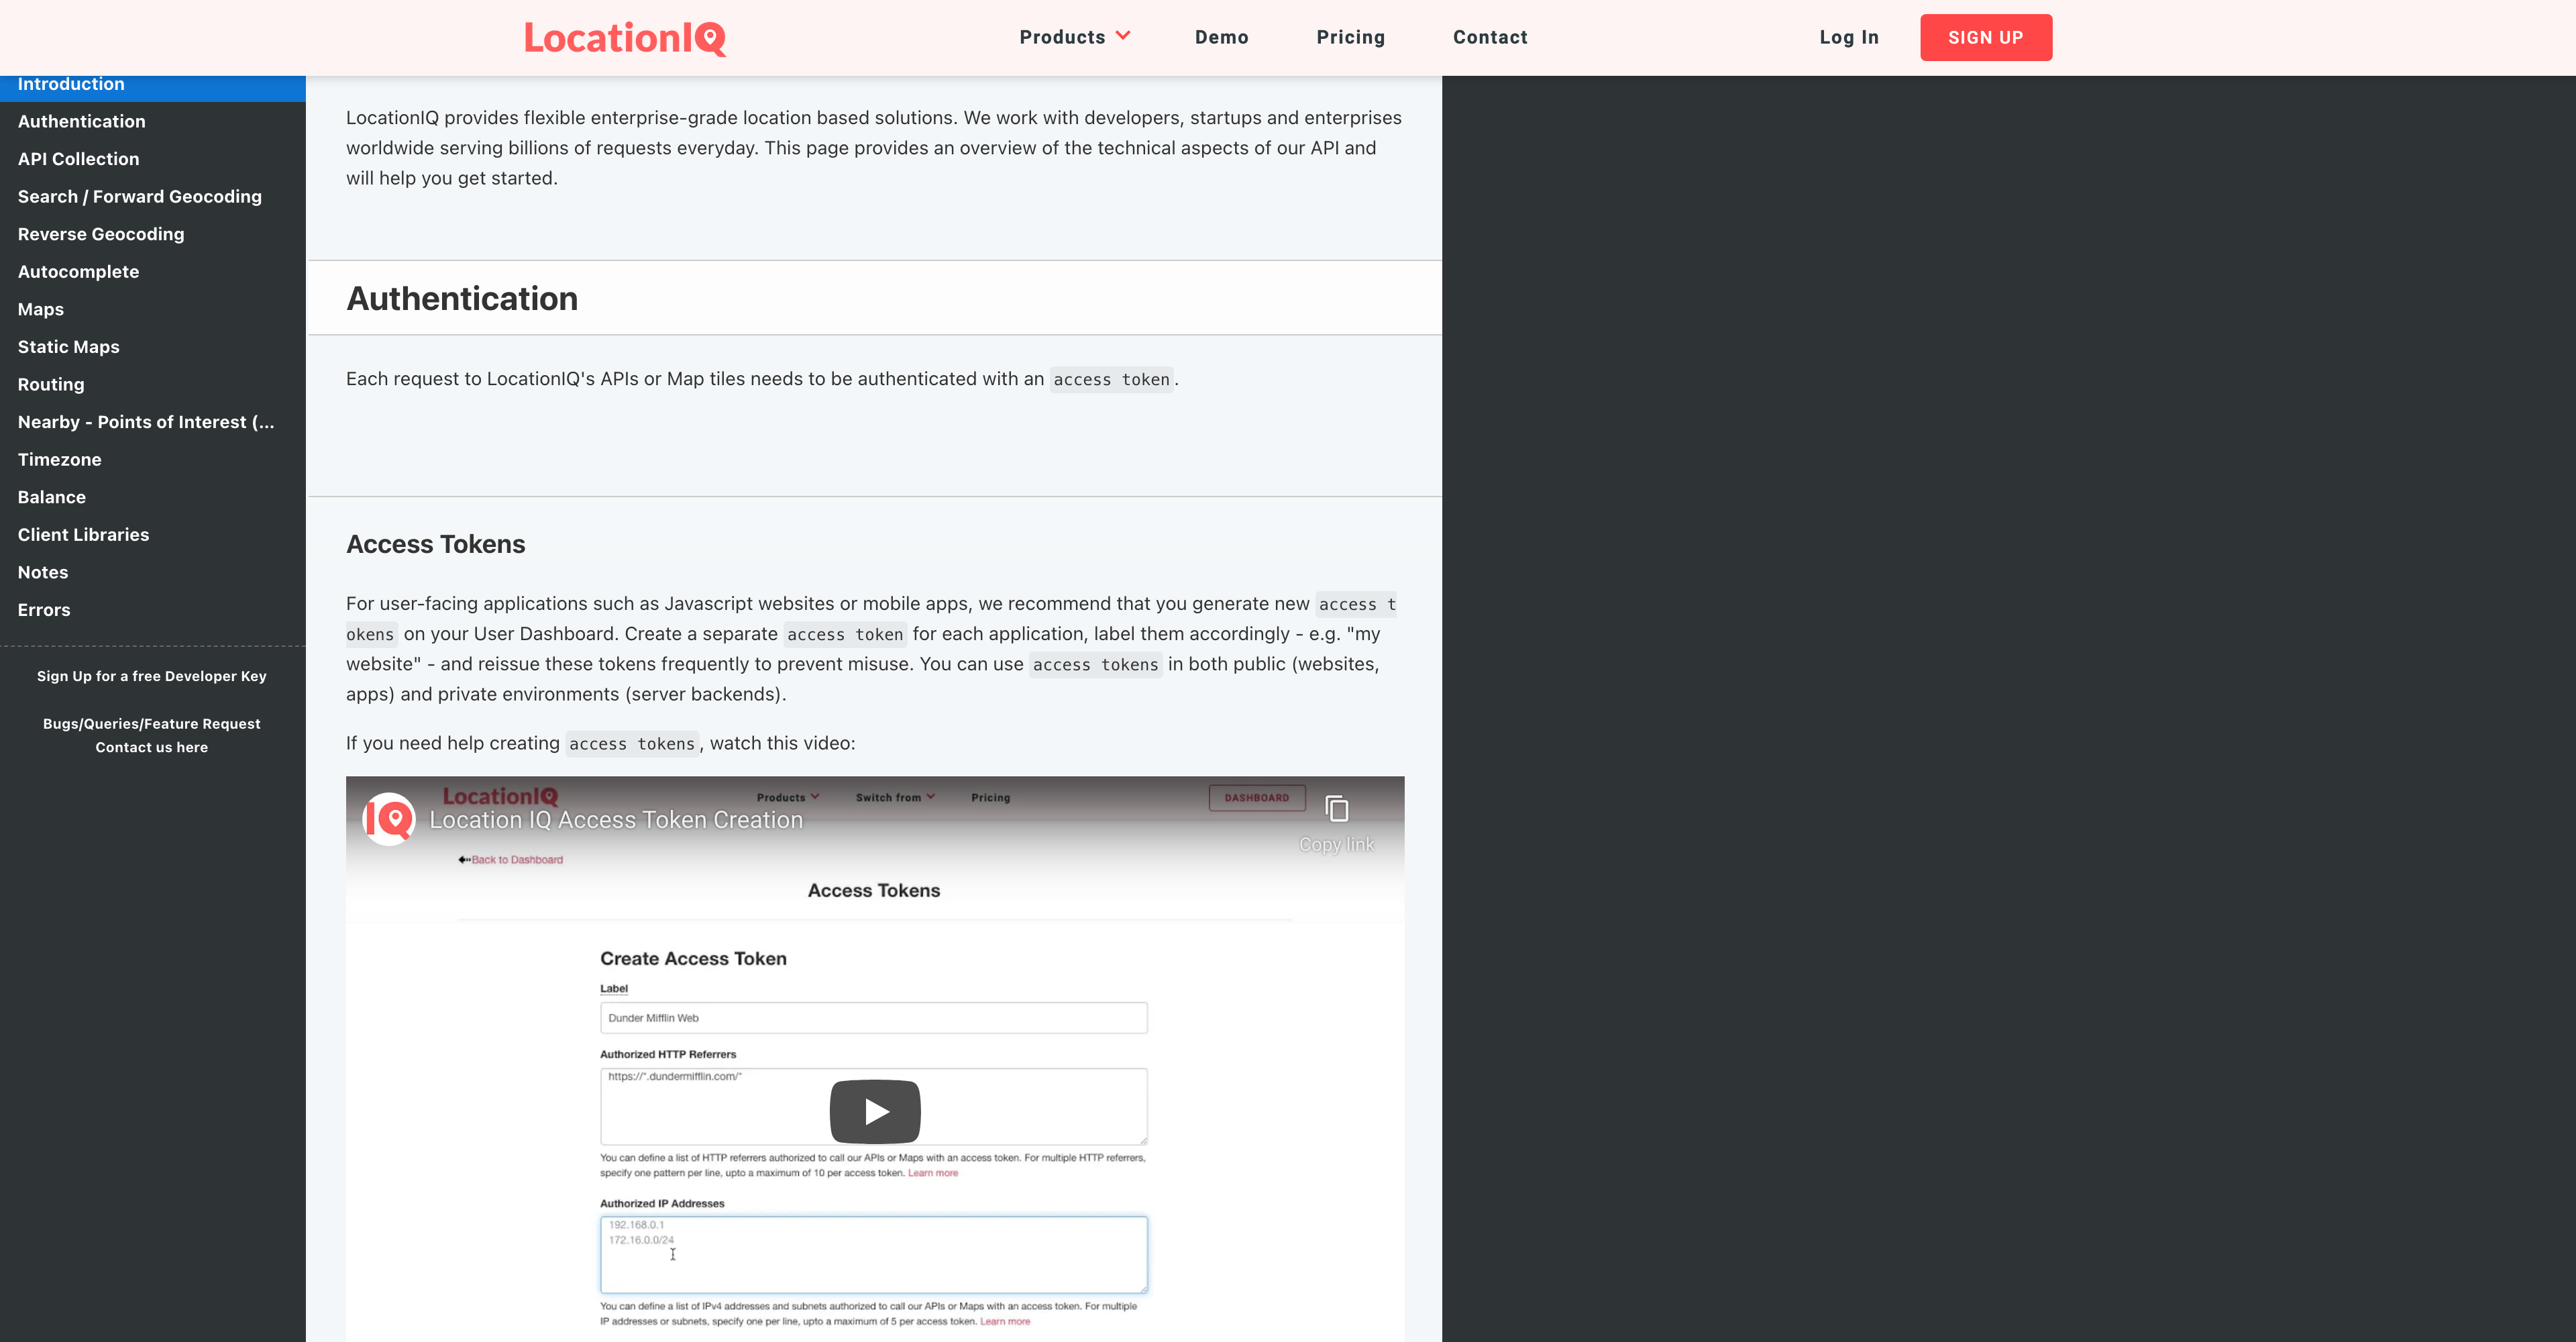 LocationIQ
Products
Demo
Pricing
Contact
Log In
SIGN UP
Introduction
Authentication
API Collection
Search / Forward Geocoding
Reverse Geocoding
Autocomplete
Maps
Static Maps
Routing
Nearby - Points of Interest (...
Timezone
Balance
Client Libraries
Notes
Errors
Sign Up for a free Developer Key
Bugs/Queries/Feature Request
Contact us here
LocationIQ provides flexible enterprise-grade location based solutions. We work with developers, startups and enterprises
worldwide serving billions of requests everyday. This page provides an overview of the technical aspects of our API and
will help you get started.
Authentication
Each request to LocationIQ's APIs or Map tiles needs to be authenticated with an access token.
Access Tokens
For user-facing applications such as Javascript websites or mobile apps, we recommend that you generate new access t
okens on your User Dashboard. Create a separate access token for each application, label them accordingly - e.g. "my
website" - and reissue these tokens frequently to prevent misuse. You can use access tokens in both public (websites,
apps) and private environments (server backends).
If you need help creating access tokens, watch this video:
LocationIQ
Products
Switch from
Pricing
DASHBOARD
IQ
Location IQ Access Token Creation
Copy link
Back to Dashboard
Access Tokens
Create Access Token
Label
Dunder Mifflin Web
Authorized HTTP Referrers
https://*.dundermifflin.com/*
You can define a list of HTTP referrers authorized to call our APIs or Maps with an access token. For multiple HTTP referrers,
specify one pattern per line, upto a maximum of 10 per access token. Learn more
Authorized IP Addresses
192.168.0.1
172.16.0.0/24
You can define a list of IPv4 addresses and subnets authorized to call our APIs or Maps with an access token. For multiple
IP addresses or subnets, specify one per line, upto a maximum of 5 per access token. Learn more